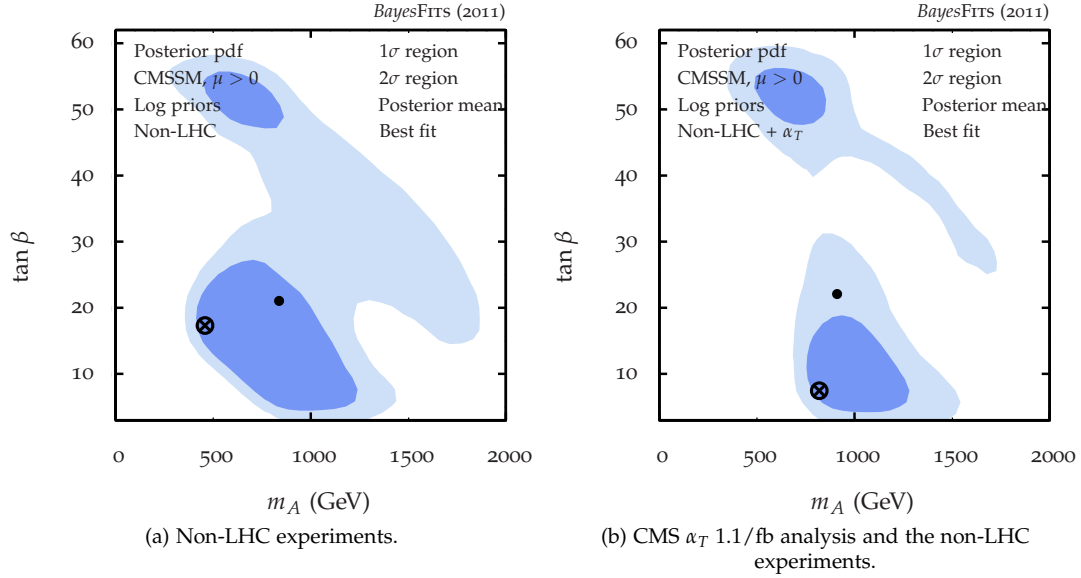 BayesFITS (2011)
Posterior pdf
CMSSM, μ > 0
Log priors
Non-LHC
1σ region
2σ region
Posterior mean
Best fit
60
50
40
30
20
10
tan β
0 500 1000 1500 2000
m_A (GeV)
(a) Non-LHC experiments.
BayesFITS (2011)
Posterior pdf
CMSSM, μ > 0
Log priors
Non-LHC + α_T
1σ region
2σ region
Posterior mean
Best fit
60
50
40
30
20
10
tan β
0 500 1000 1500 2000
m_A (GeV)
(b) CMS α_T 1.1/fb analysis and the non-LHC
experiments.